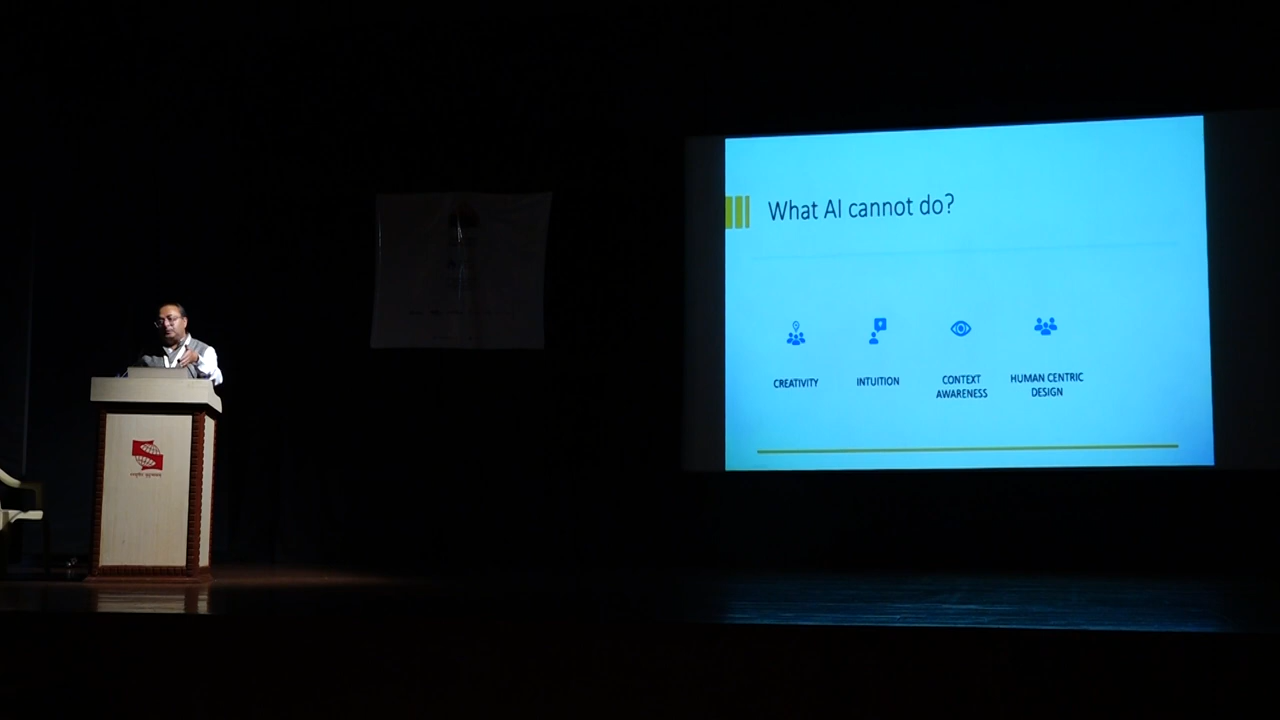 What AI cannot do?
CREATIVITY
INTUITION
CONTEXT
AWARENESS
HUMAN CENTRIC
DESIGN